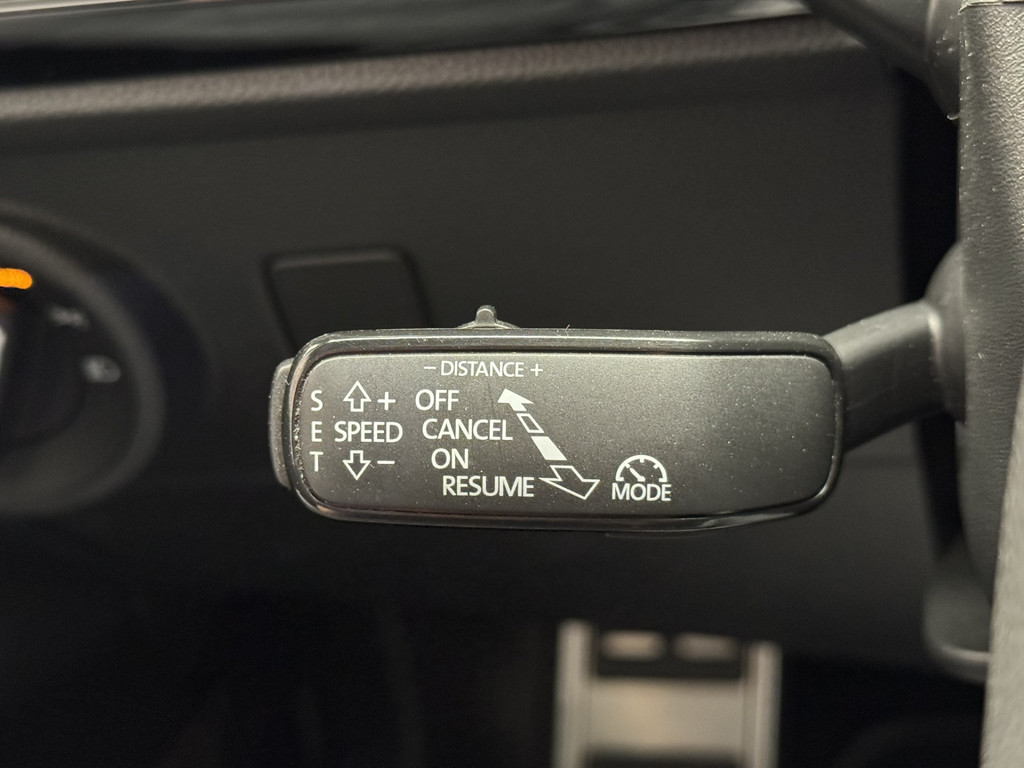 – DISTANCE +
S + OFF
E SPEED CANCEL
T – ON
RESUME MODE